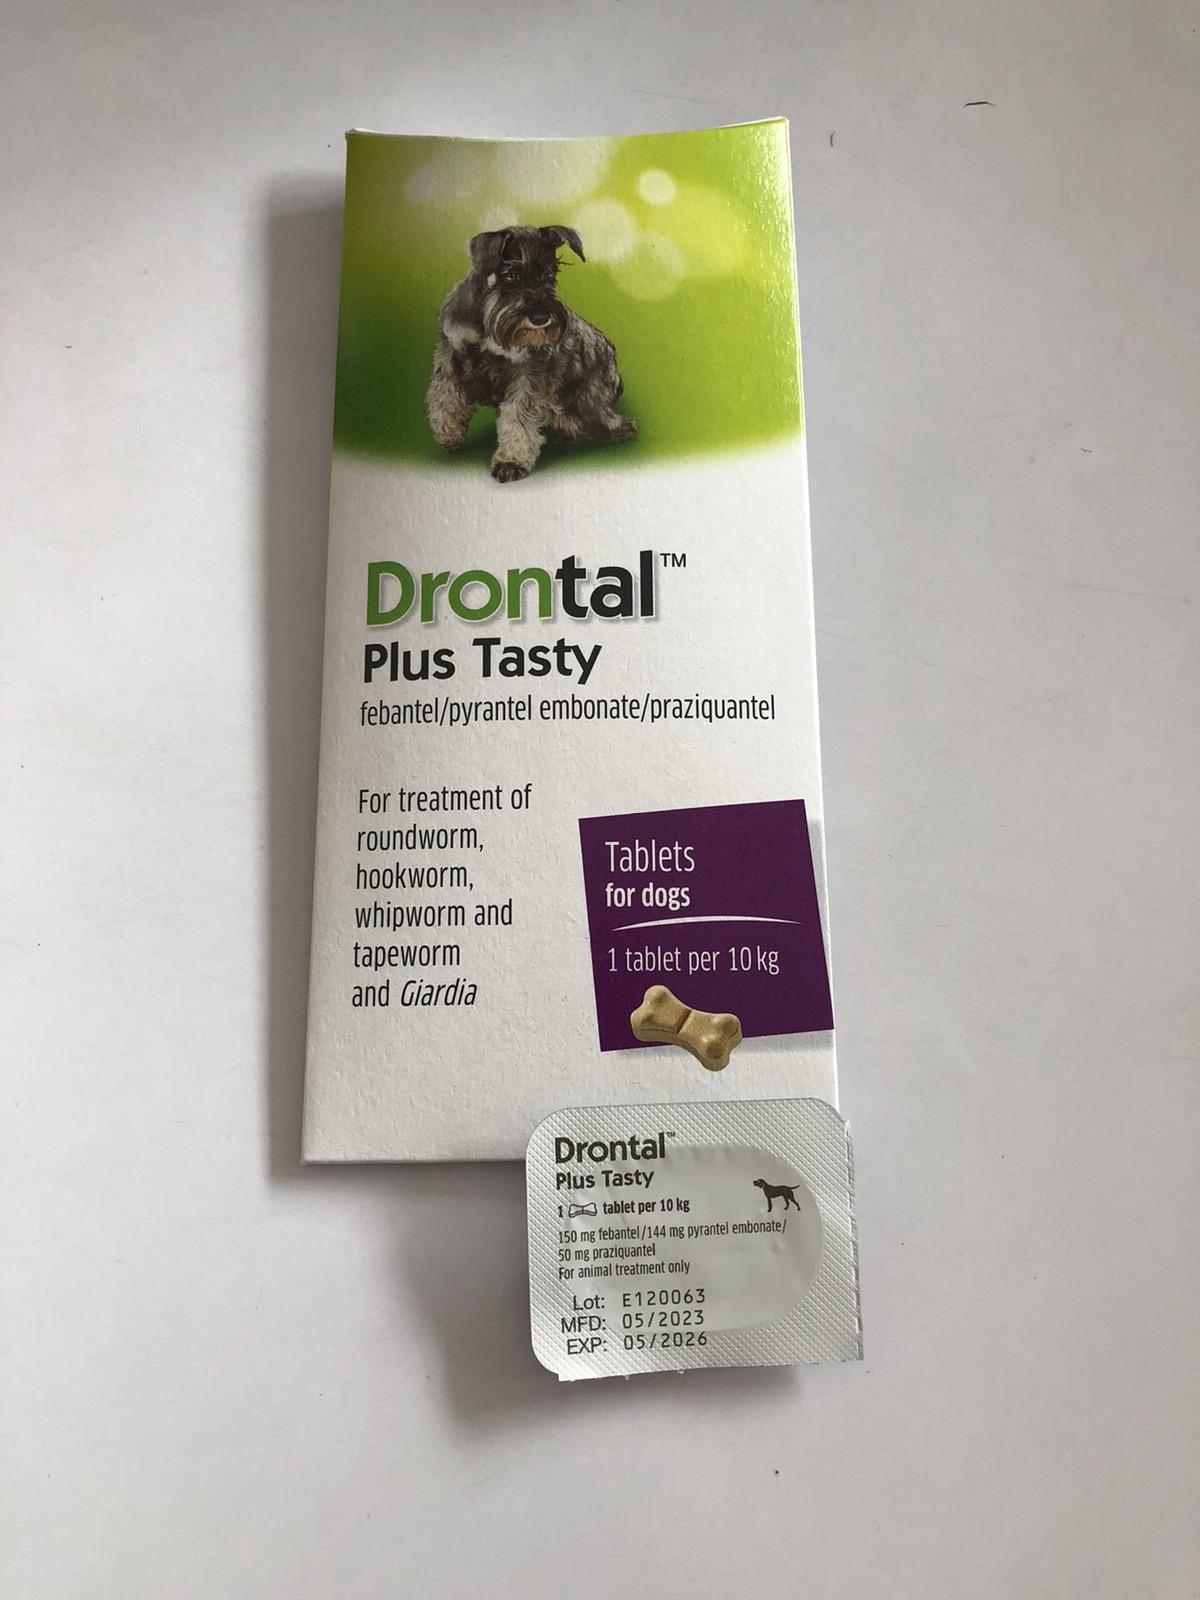 Drontal™
Plus Tasty
febantel/pyrantel embonate/praziquantel
For treatment of
roundworm,
hookworm,
whipworm and
tapeworm
and Giardia
Tablets
for dogs
1 tablet per 10 kg
Drontal™
Plus Tasty
1 tablet per 10 kg
150 mg febantel/144 mg pyrantel embonate/
50 mg praziquantel
For animal treatment only
Lot: E120063
MFD: 05/2023
EXP: 05/2026